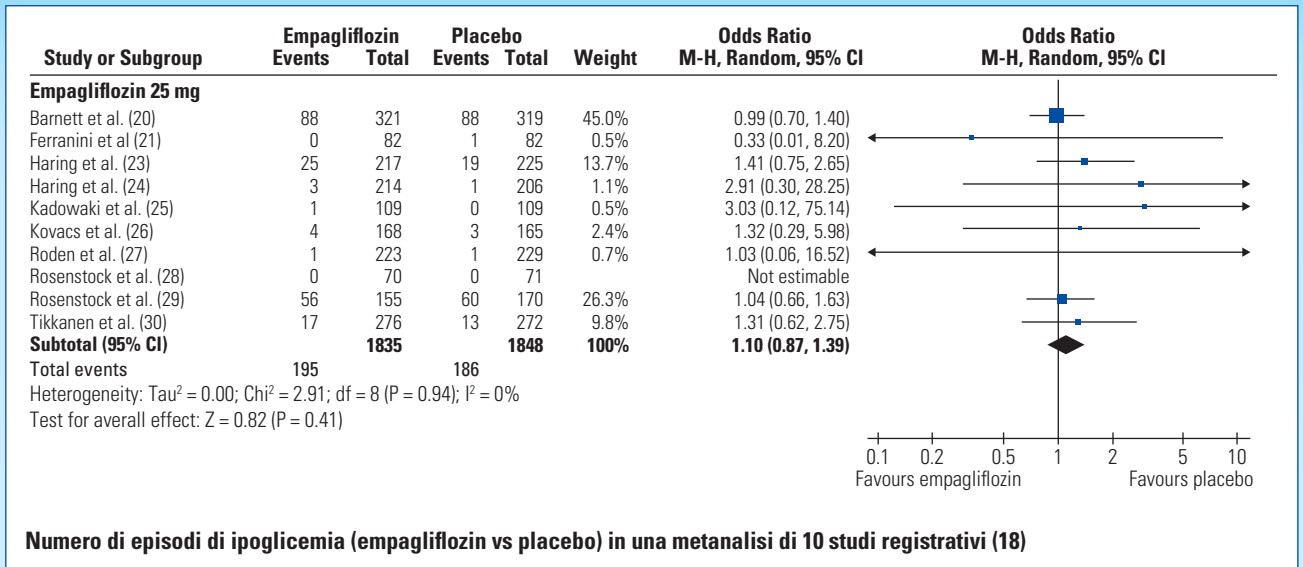 Empagliflozin Placebo Odds Ratio Odds Ratio
Study or Subgroup Events Total Events Total Weight M-H, Random, 95% CI M-H, Random, 95% CI
Empagliflozin 25 mg
Barnett et al. (20) 88 321 88 319 45.0% 0.99 (0.70, 1.40)
Ferranini et al (21) 0 82 1 82 0.5% 0.33 (0.01, 8.20)
Haring et al. (23) 25 217 19 225 13.7% 1.41 (0.75, 2.65)
Haring et al. (24) 3 214 1 206 1.1% 2.91 (0.30, 28.25)
Kadowaki et al. (25) 1 109 0 109 0.5% 3.03 (0.12, 75.14)
Kovacs et al. (26) 4 168 3 165 2.4% 1.32 (0.29, 5.98)
Roden et al. (27) 1 223 1 229 0.7% 1.03 (0.06, 16.52)
Rosenstock et al. (28) 0 70 0 71 Not estimable
Rosenstock et al. (29) 56 155 60 170 26.3% 1.04 (0.66, 1.63)
Tikkanen et al. (30) 17 276 13 272 9.8% 1.31 (0.62, 2.75)
Subtotal (95% CI) 1835 1848 100% 1.10 (0.87, 1.39)
Total events 195 186
Heterogeneity: Tau² = 0.00; Chi² = 2.91; df = 8 (P = 0.94); I² = 0%
Test for averall effect: Z = 0.82 (P = 0.41)
0.1 0.2 0.5 1 2 5 10
Favours empagliflozin Favours placebo
Numero di episodi di ipoglicemia (empagliflozin vs placebo) in una metanalisi di 10 studi registrativi (18)